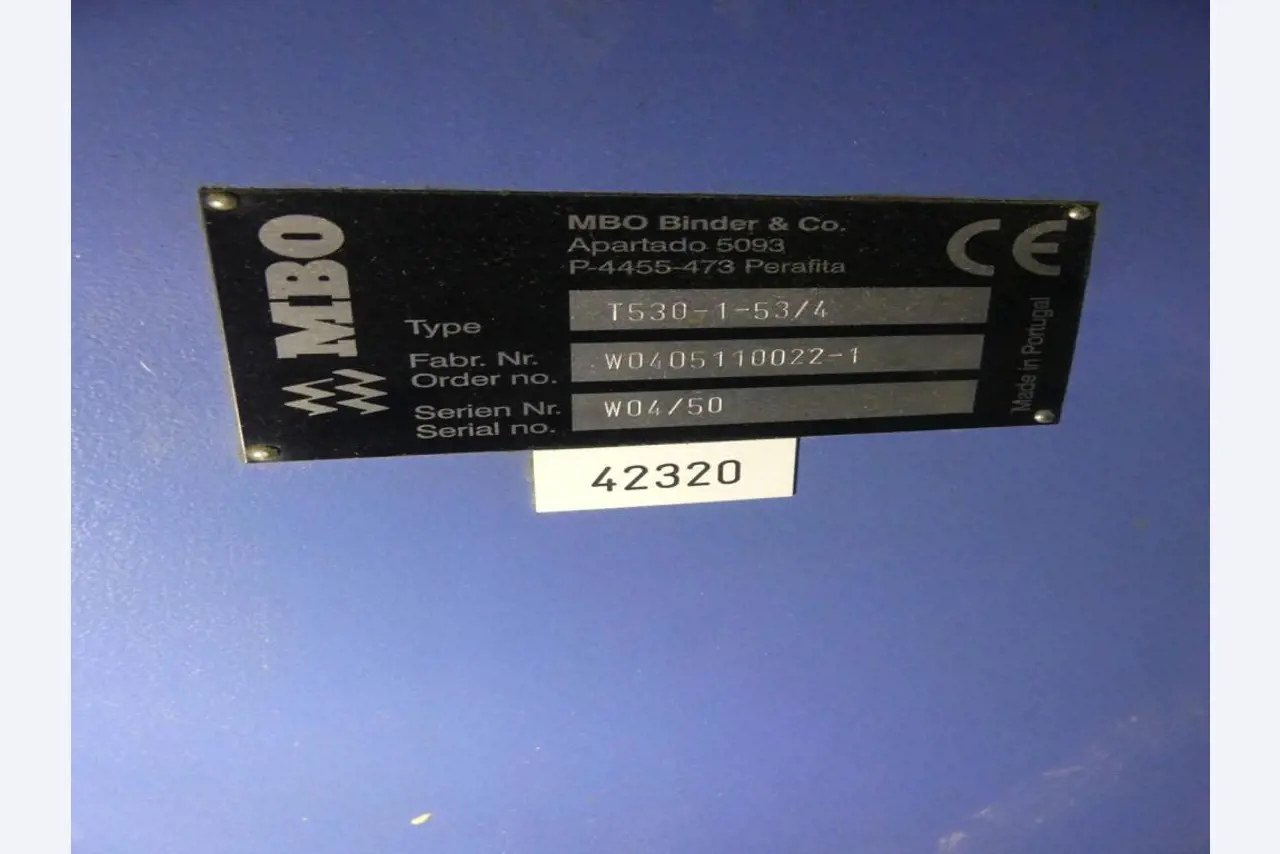 MBO
MBO Binder & Co.
Apartado 5093
P-4455-473 Perafita
CE
Type T530-1-53/4
Fabr. Nr.
Order no. W0405110022-1
Serien Nr.
Serial no. W04/50
Made in Portugal
42320